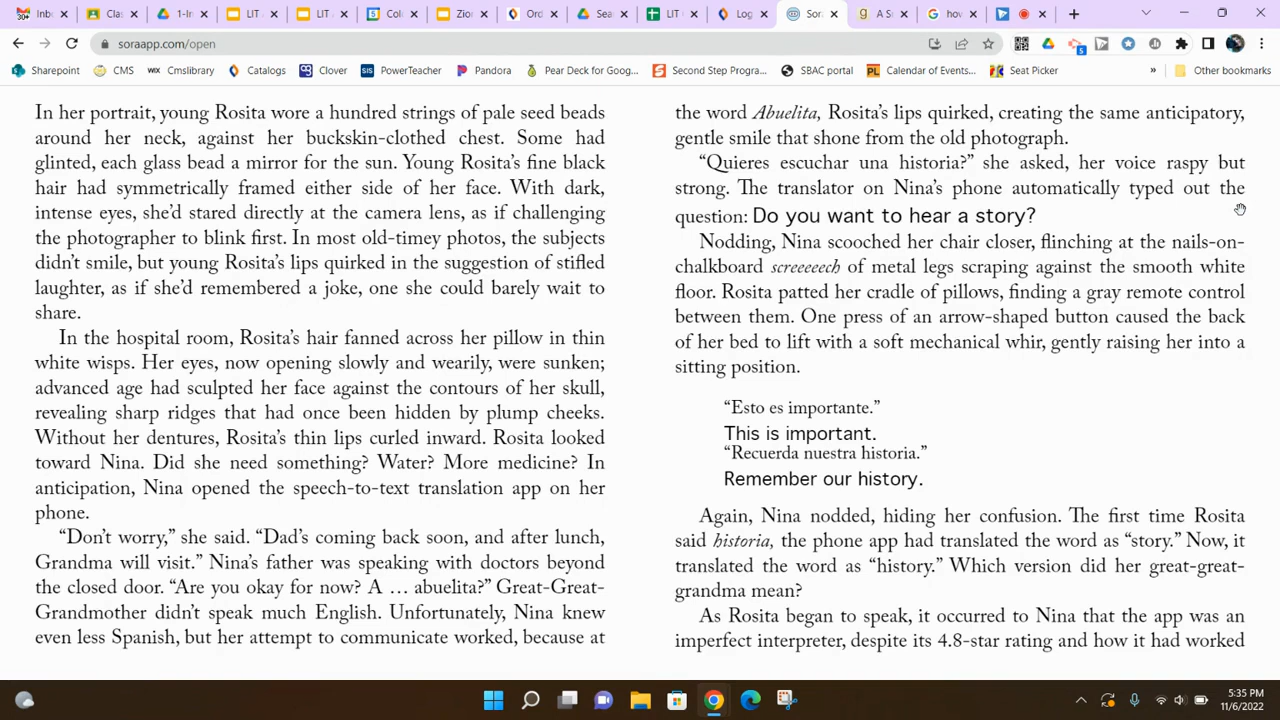 Inb
Clas
1-In
LIT
LIT
Cole
Zion
Ord
Sea
LIT
Log
Sora
A S
how
soraapp.com/open
5
Sharepoint
CMS
WIX Cmslibrary
Catalogs
Clover
SIS PowerTeacher
Pandora
Pear Deck for Goog...
Second Step Progra...
SBAC portal
PL Calendar of Events...
Seat Picker
»
Other bookmarks
In her portrait, young Rosita wore a hundred strings of pale seed beads
around her neck, against her buckskin-clothed chest. Some had
glinted, each glass bead a mirror for the sun. Young Rosita's fine black
hair had symmetrically framed either side of her face. With dark,
intense eyes, she'd stared directly at the camera lens, as if challenging
the photographer to blink first. In most old-timey photos, the subjects
didn't smile, but young Rosita's lips quirked in the suggestion of stifled
laughter, as if she'd remembered a joke, one she could barely wait to
share.
In the hospital room, Rosita's hair fanned across her pillow in thin
white wisps. Her eyes, now opening slowly and wearily, were sunken;
advanced age had sculpted her face against the contours of her skull,
revealing sharp ridges that had once been hidden by plump cheeks.
Without her dentures, Rosita's thin lips curled inward. Rosita looked
toward Nina. Did she need something? Water? More medicine? In
anticipation, Nina opened the speech-to-text translation app on her
phone.
"Don't worry," she said. "Dad's coming back soon, and after lunch,
Grandma will visit." Nina's father was speaking with doctors beyond
the closed door. "Are you okay for now? A … abuelita?" Great-Great-
Grandmother didn't speak much English. Unfortunately, Nina knew
even less Spanish, but her attempt to communicate worked, because at
the word Abuelita, Rosita's lips quirked, creating the same anticipatory,
gentle smile that shone from the old photograph.
"Quieres escuchar una historia?" she asked, her voice raspy but
strong. The translator on Nina's phone automatically typed out the
question: Do you want to hear a story?
Nodding, Nina scooched her chair closer, flinching at the nails-on-
chalkboard screeeeech of metal legs scraping against the smooth white
floor. Rosita patted her cradle of pillows, finding a gray remote control
between them. One press of an arrow-shaped button caused the back
of her bed to lift with a soft mechanical whir, gently raising her into a
sitting position.
"Esto es importante."
This is important.
"Recuerda nuestra historia."
Remember our history.
Again, Nina nodded, hiding her confusion. The first time Rosita
said historia, the phone app had translated the word as "story." Now, it
translated the word as "history." Which version did her great-great-
grandma mean?
As Rosita began to speak, it occurred to Nina that the app was an
imperfect interpreter, despite its 4.8-star rating and how it had worked
5:35 PM
11/6/2022